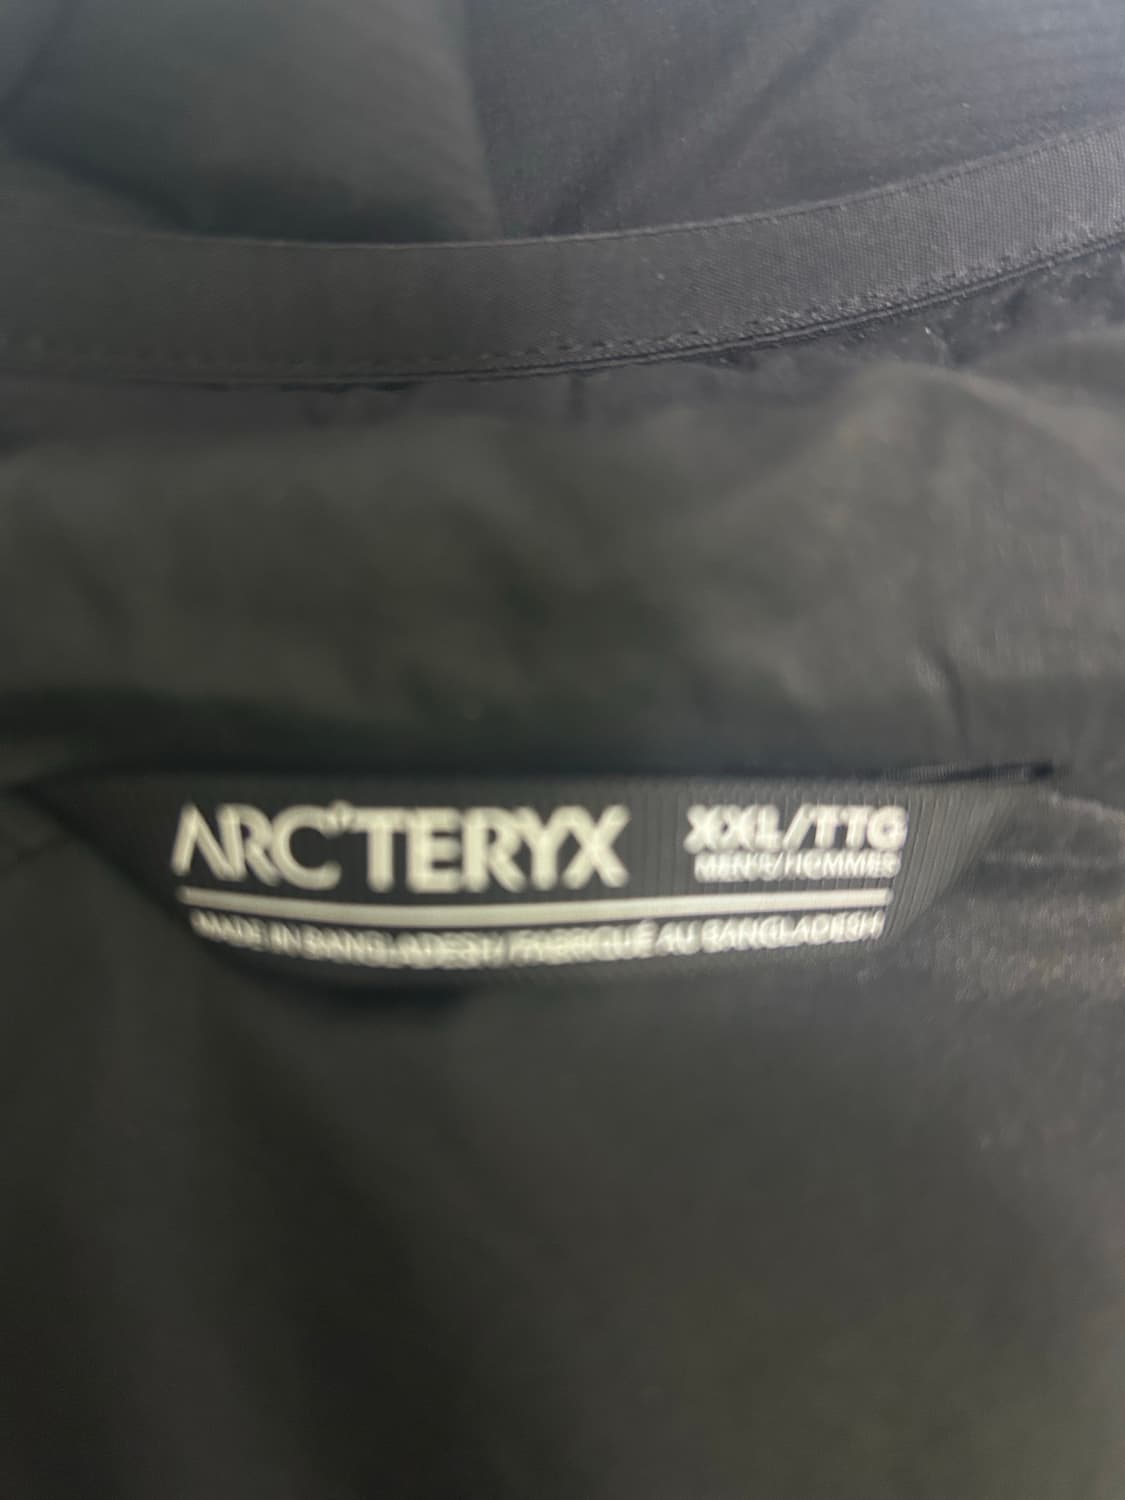 ARC'TERYX XXL/TTG
MEN'S/HOMMES
MADE IN BANGLADESH / FABRIQUÉ AU BANGLADESH